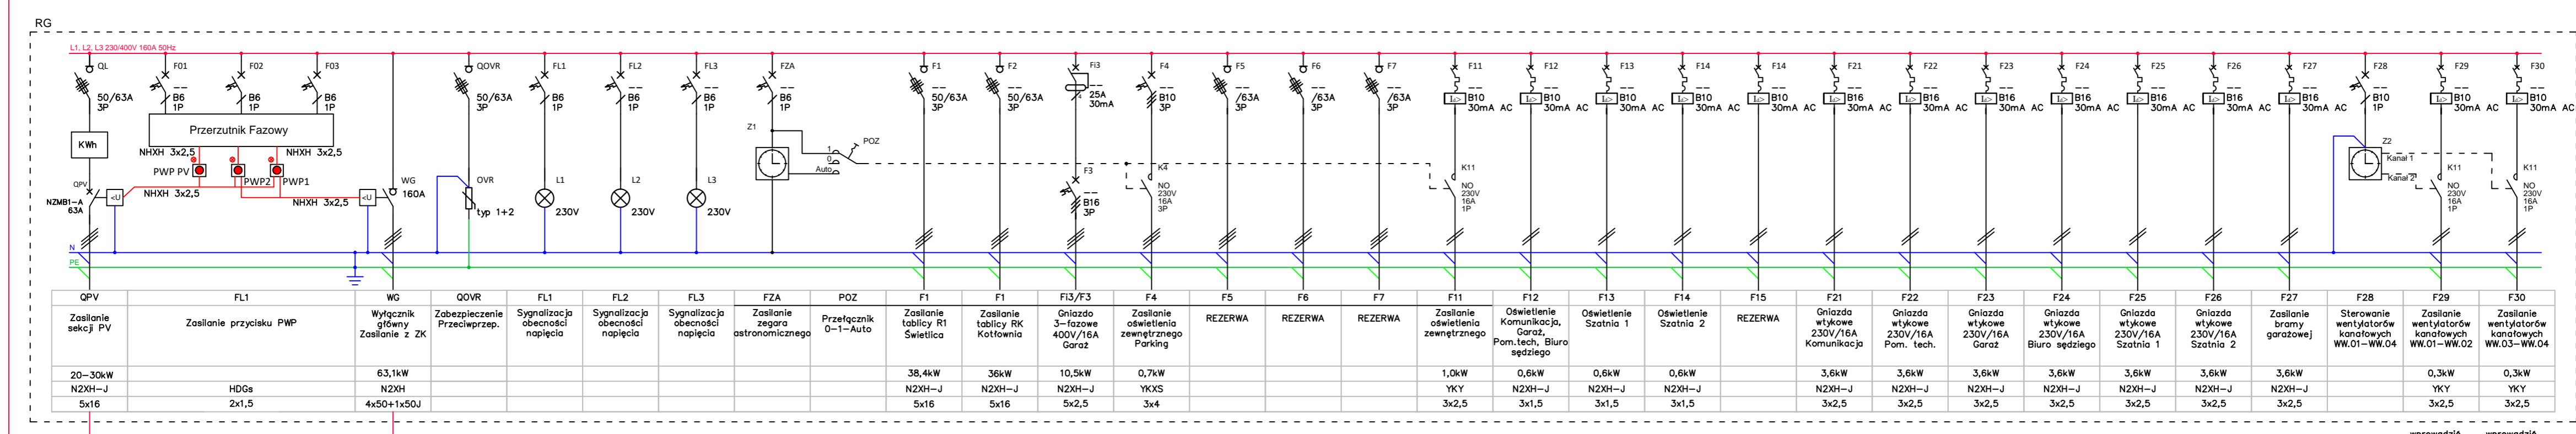 RG
L1, L2, L3 230/400V 160A 50Hz
QL F01 F02 F03 QOVR FL1 FL2 FL3 FZA F1 F2 Fi3 F4 F5 F6 F7 F11 F12 F13 F14 F14 F21 F22 F23 F24 F25 F26 F27 F28 F29 F30
50/63A 3P
-- B6 1P
-- B6 1P
-- B6 1P
50/63A 3P
-- B6 1P
-- B6 1P
-- B6 1P
-- B6 1P
50/63A 3P
50/63A 3P
-- 25A 30mA
-- B10 3P
-- /63A 3P
-- /63A 3P
-- /63A 3P
-- B10 30mA AC
-- B10 30mA AC
-- B10 30mA AC
-- B10 30mA AC
-- B10 30mA AC
-- B16 30mA AC
-- B16 30mA AC
-- B16 30mA AC
-- B16 30mA AC
-- B16 30mA AC
-- B16 30mA AC
-- B16 30mA AC
-- B10 1P
-- B10 30mA AC
-- B10 30mA AC
Przerzutnik Fazowy
KWh
NHXH 3x2,5
NHXH 3x2,5
PWP PV
PWP2
PWP1
NHXH 3x2,5
NHXH 3x2,5
QPV
NZMB1-A
63A
<U
<U
WG
160A
OVR
typ 1+2
L1
230V
L2
230V
L3
230V
Z1
1
0
Auto
POZ
F3
--
B16
3P
K4
NO
230V
16A
3P
K11
NO
230V
16A
1P
Z2
Kanał 1
Kanał 2
K11
NO
230V
16A
1P
K11
NO
230V
16A
1P
N
PE
QPV FL1 WG QOVR FL1 FL2 FL3 FZA POZ F1 F1 Fi3/F3 F4 F5 F6 F7 F11 F12 F13 F14 F15 F21 F22 F23 F24 F25 F26 F27 F28 F29 F30
Zasilanie
sekcji PV
Zasilanie przycisku PWP
Wyłącznik
główny
Zasilanie z ZK
Zabezpieczenie
Przeciwprzep.
Sygnalizacja
obecności
napięcia
Sygnalizacja
obecności
napięcia
Sygnalizacja
obecności
napięcia
Zasilanie
zegara
astronomicznego
Przełącznik
0-1-Auto
Zasilanie
tablicy R1
Świetlica
Zasilanie
tablicy RK
Kotłownia
Gniazdo
3-fazowe
400V/16A
Garaż
Zasilanie
oświetlenia
zewnętrznego
Parking
REZERWA
REZERWA
REZERWA
Zasilanie
oświetlenia
zewnętrznego
Oświetlenie
Komunikacja,
Garaż,
Pom.tech, Biuro
sędziego
Oświetlenie
Szatnia 1
Oświetlenie
Szatnia 2
REZERWA
Gniazda
wtykowe
230V/16A
Komunikacja
Gniazda
wtykowe
230V/16A
Pom. tech.
Gniazda
wtykowe
230V/16A
Garaż
Gniazda
wtykowe
230V/16A
Biuro sędziego
Gniazda
wtykowe
230V/16A
Szatnia 1
Gniazda
wtykowe
230V/16A
Szatnia 2
Zasilanie
bramy
garażowej
Sterowanie
wentylatorów
kanałowych
WW.01-WW.04
Zasilanie
wentylatorów
kanałowych
WW.01-WW.02
Zasilanie
wentylatorów
kanałowych
WW.03-WW.04
20-30kW 63,1kW 38,4kW 36kW 10,5kW 0,7kW 1,0kW 0,6kW 0,6kW 0,6kW 3,6kW 3,6kW 3,6kW 3,6kW 3,6kW 3,6kW 3,6kW 0,3kW 0,3kW
N2XH-J HDGs N2XH N2XH-J N2XH-J N2XH-J YKXS YKY N2XH-J N2XH-J N2XH-J N2XH-J N2XH-J N2XH-J N2XH-J N2XH-J N2XH-J N2XH-J YKY YKY
5x16 2x1,5 4x50+1x50J 5x16 5x16 5x2,5 3x4 3x2,5 3x1,5 3x1,5 3x1,5 3x2,5 3x2,5 3x2,5 3x2,5 3x2,5 3x2,5 3x2,5 3x2,5 3x2,5